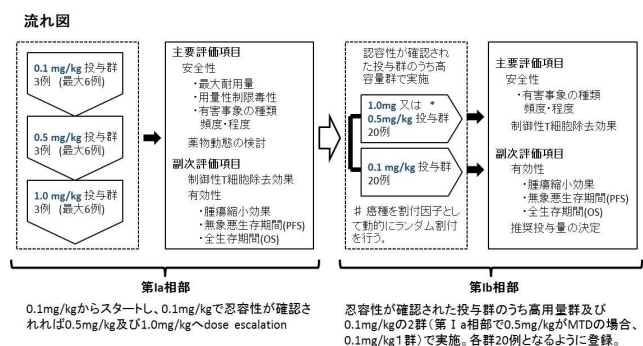 流れ図
0.1 mg/kg 投与群
3例 (最大6例)
0.5 mg/kg 投与群
3例 (最大6例)
1.0 mg/kg 投与群
3例 (最大6例)
主要評価項目
安全性
・最大耐用量
・用量性制限毒性
・有害事象の種類
頻度・程度
薬物動態の検討
副次評価項目
制御性T細胞除去効果
有効性
・腫瘍縮小効果
・無象悪生存期間(PFS)
・全生存期間(OS)
認容性が確認され
た投与群のうち高
容量群で実施
1.0mg 又は *
0.5mg/kg 投与群
20例
0.1 mg/kg 投与群
20例
# 癌種を割付因子とし
て動的にランダム割付
を行う。
主要評価項目
安全性
・有害事象の種類
頻度・程度
制御性T細胞除去効果
副次評価項目
有効性
・腫瘍縮小効果
・無象悪生存期間(PFS)
・全生存期間(OS)
推奨投与量の決定
第Ia相部
0.1mg/kgからスタートし、0.1mg/kgで忍容性が確認さ
れれば0.5mg/kg及び1.0mg/kgへdose escalation
第Ib相部
忍容性が確認された投与群のうち高用量群及び
0.1mg/kgの2群(第Ⅰa相部で0.5mg/kgがMTDの場合、
0.1mg/kg1群)で実施。各群20例となるように登録。